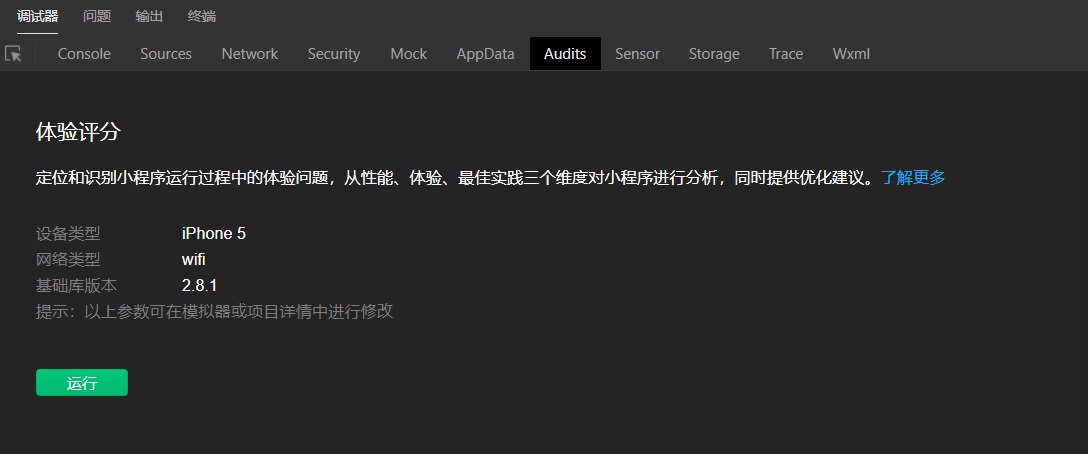 调试器 问题 输出 终端
Console Sources Network Security Mock AppData Audits Sensor Storage Trace Wxml
体验评分
定位和识别小程序运行过程中的体验问题，从性能、体验、最佳实践三个维度对小程序进行分析，同时提供优化建议。了解更多
设备类型 iPhone 5
网络类型 wifi
基础库版本 2.8.1
提示：以上参数可在模拟器或项目详情中进行修改
运行